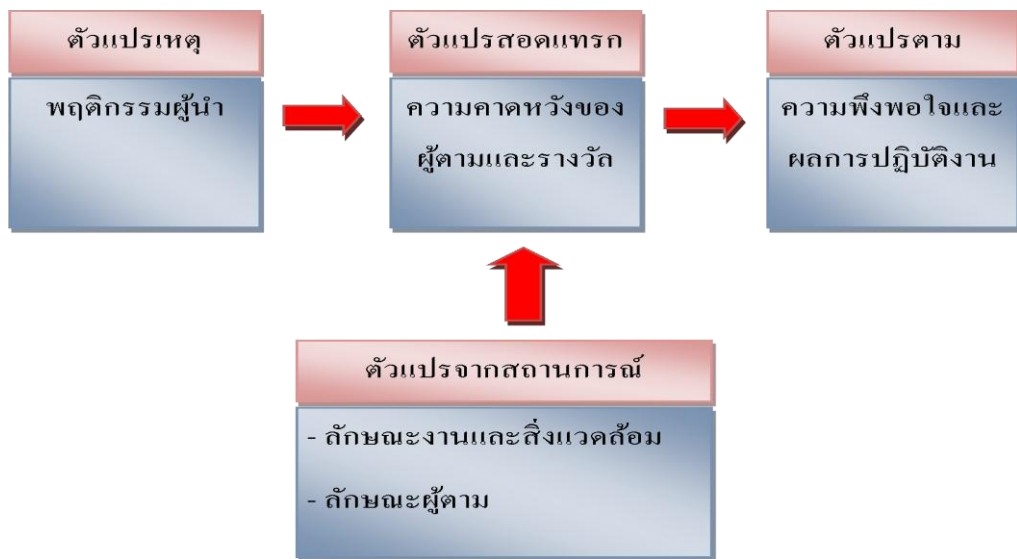 ตัวแปรเหตุ
พฤติกรรมผู้นำ
ตัวแปรสอดแทรก
ความคาดหวังของ
ผู้ตามและรางวัล
ตัวแปรตาม
ความพึงพอใจและ
ผลการปฏิบัติงาน
ตัวแปรจากสถานการณ์
- ลักษณะงานและสิ่งแวดล้อม
- ลักษณะผู้ตาม